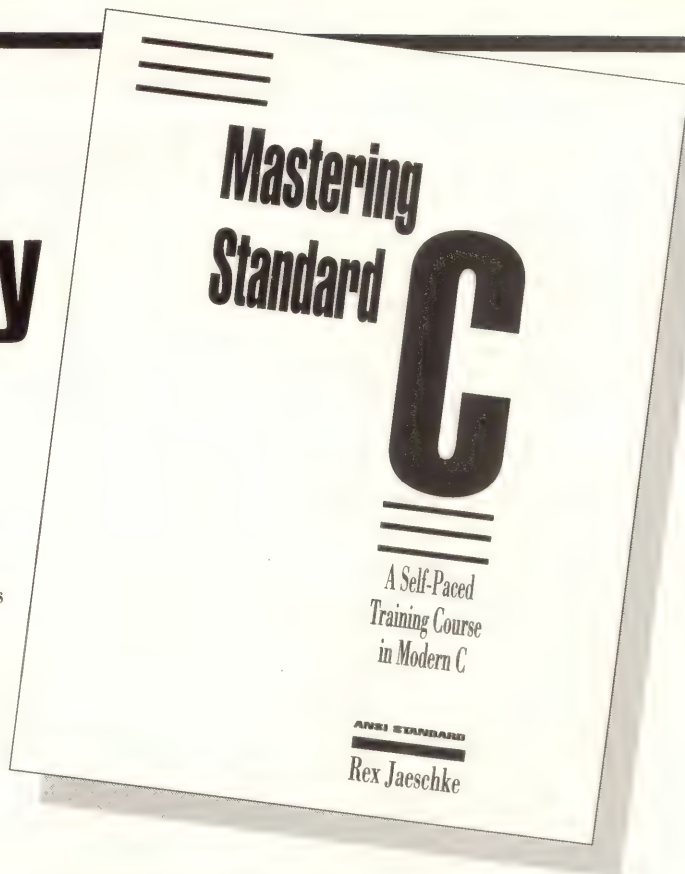 y
s
Mastering
Standard
C
A Self-Paced
Training Course
in Modern C
ANSI STANDARD
Rex Jaeschke